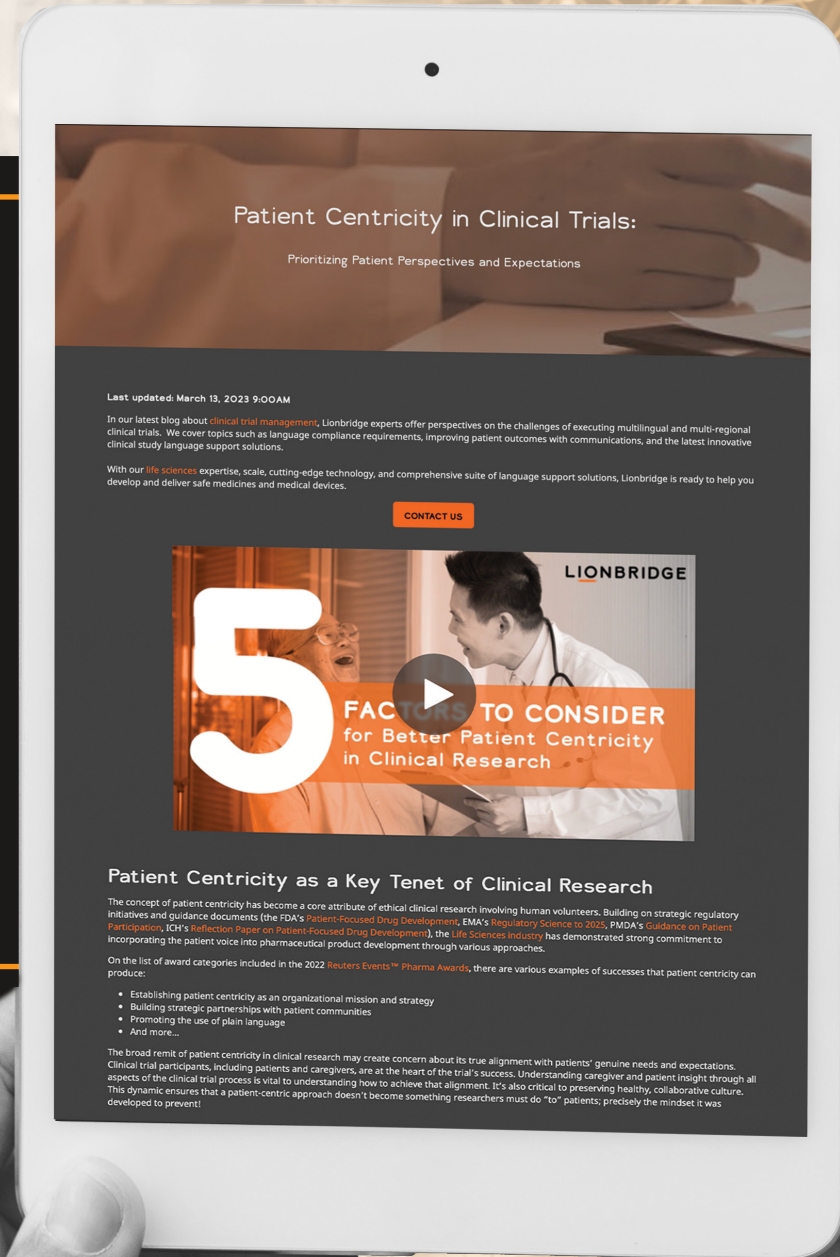 Patient Centricity in Clinical Trials:
Prioritizing Patient Perspectives and Expectations
Last updated: March 13, 2023 9:00AM
In our latest blog about clinical trial management, Lionbridge experts offer perspectives on the challenges of executing multilingual and multi-regional
clinical trials. We cover topics such as language compliance requirements, improving patient outcomes with communications, and the latest innovative
clinical study language support solutions.
With our life sciences expertise, scale, cutting-edge technology, and comprehensive suite of language support solutions, Lionbridge is ready to help you
develop and deliver safe medicines and medical devices.
CONTACT US
LIONBRIDGE
5
FACTORS TO CONSIDER
for Better Patient Centricity
in Clinical Research
Patient Centricity as a Key Tenet of Clinical Research
The concept of patient centricity has become a core attribute of ethical clinical research involving human volunteers. Building on strategic regulatory
initiatives and guidance documents (the FDA's Patient-Focused Drug Development, EMA's Regulatory Science to 2025, PMDA's Guidance on Patient
Participation, ICH's Reflection Paper on Patient-Focused Drug Development), the Life Sciences industry has demonstrated strong commitment to
incorporating the patient voice into pharmaceutical product development through various approaches.
On the list of award categories included in the 2022 Reuters Events™ Pharma Awards, there are various examples of successes that patient centricity can
produce:
• Establishing patient centricity as an organizational mission and strategy
• Building strategic partnerships with patient communities
• Promoting the use of plain language
• And more...
The broad remit of patient centricity in clinical research may create concern about its true alignment with patients' genuine needs and expectations.
Clinical trial participants, including patients and caregivers, are at the heart of the trial's success. Understanding caregiver and patient insight through all
aspects of the clinical trial process is vital to understanding how to achieve that alignment. It's also critical to preserving healthy, collaborative culture.
This dynamic ensures that a patient-centric approach doesn't become something researchers must do "to" patients; precisely the mindset it was
developed to prevent!